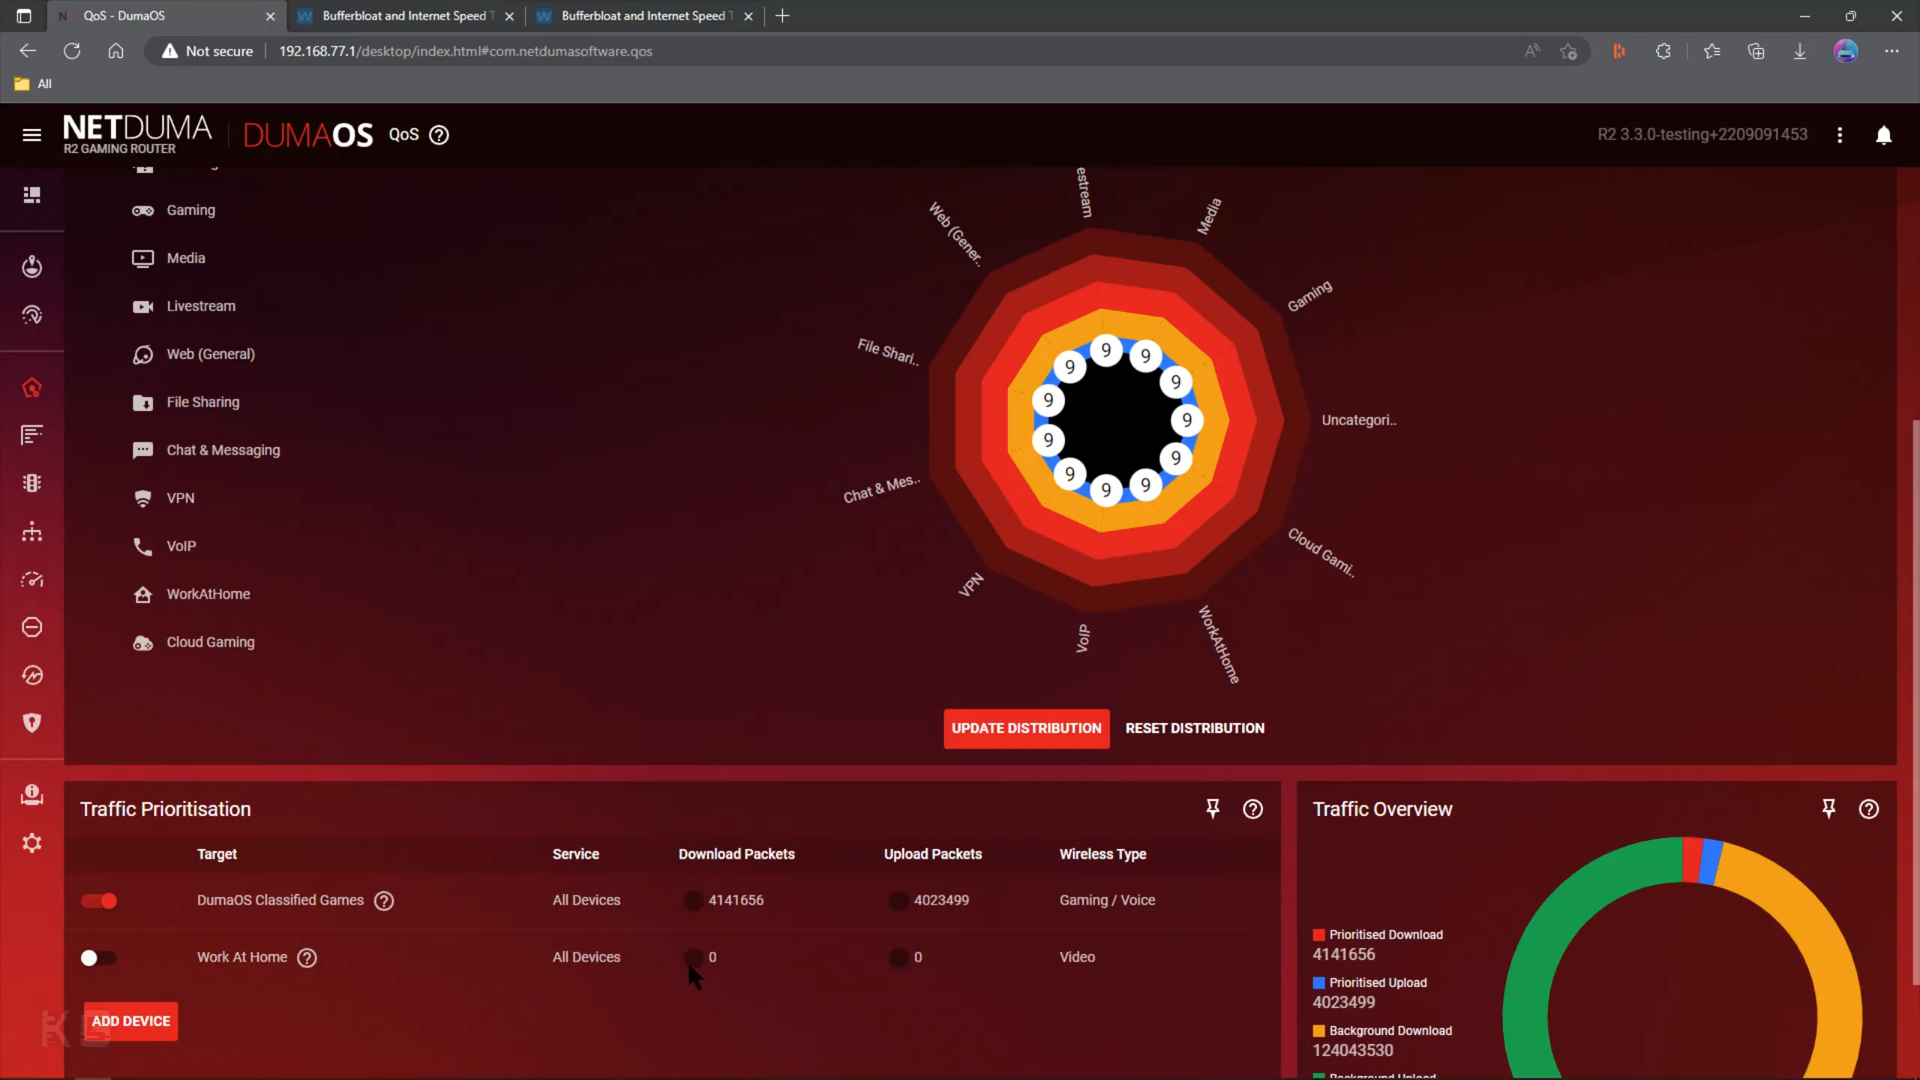 QoS - DumaOS
Bufferbloat and Internet Speed T
Bufferbloat and Internet Speed T
Not secure
192.168.77.1/desktop/index.html#com.netdumasoftware.qos
All
NETDUMA
R2 GAMING ROUTER
DUMAOS
QoS
R2 3.3.0-testing+2209091453
Gaming
Media
Livestream
Web (General)
File Sharing
Chat & Messaging
VPN
VoIP
WorkAtHome
Cloud Gaming
estream
Media
Web (Gener..
Gaming
File Shari..
Uncategori..
Chat & Mes..
Cloud Gami..
VPN
VoIP
WorkAtHome
9
9
9
9
9
9
9
9
9
9
9
UPDATE DISTRIBUTION
RESET DISTRIBUTION
Traffic Prioritisation
Target Service Download Packets Upload Packets Wireless Type
DumaOS Classified Games All Devices 4141656 4023499 Gaming / Voice
Work At Home All Devices 0 0 Video
ADD DEVICE
Traffic Overview
Prioritised Download
4141656
Prioritised Upload
4023499
Background Download
124043530
Background Upload